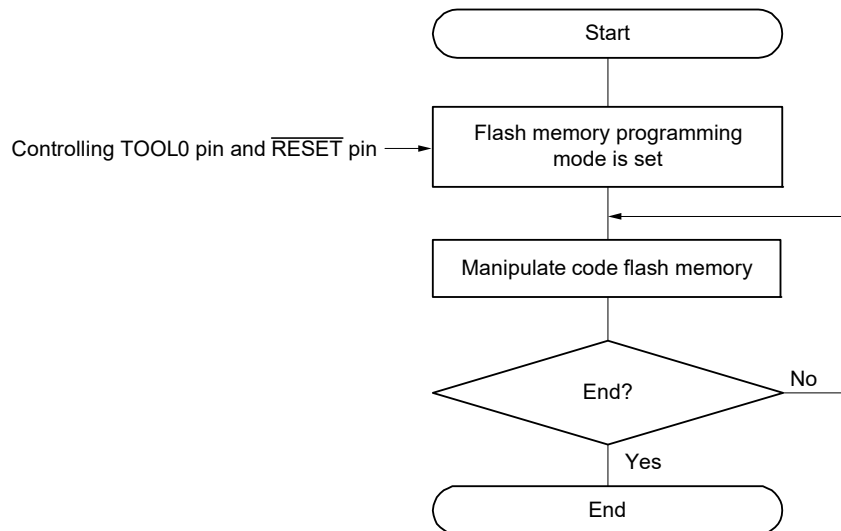 Start
Controlling TOOL0 pin and RESET pin
Flash memory programming
mode is set
Manipulate code flash memory
End?
No
Yes
End